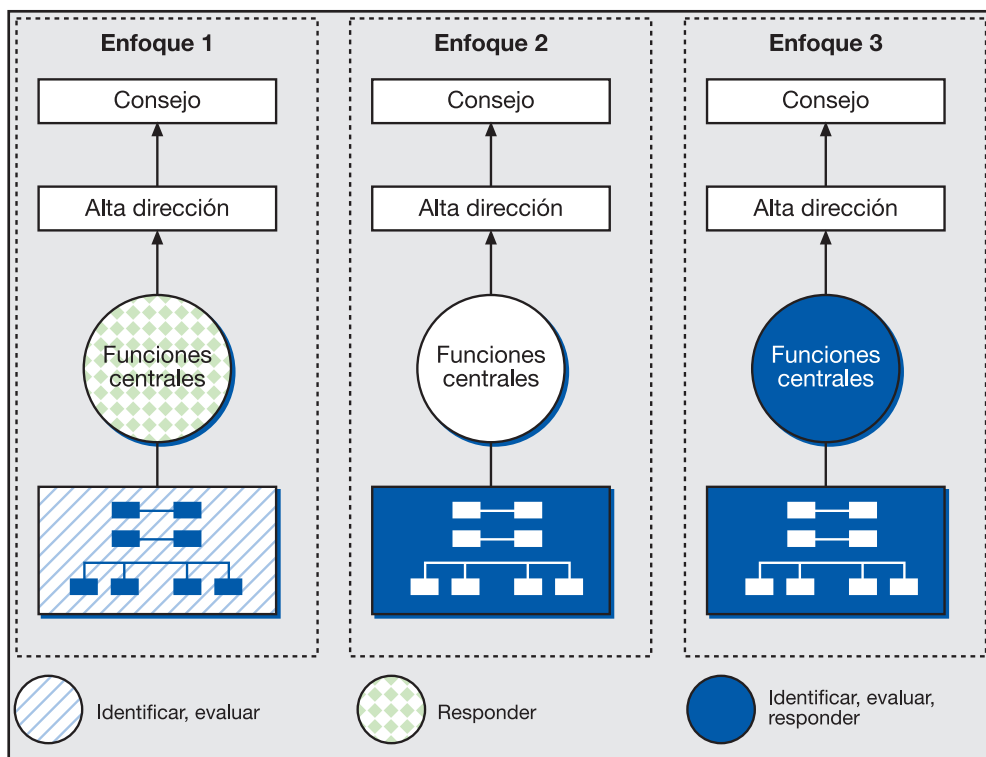 Enfoque 1
Consejo
Alta dirección
Funciones
centrales
Enfoque 2
Consejo
Alta dirección
Funciones
centrales
Enfoque 3
Consejo
Alta dirección
Funciones
centrales
Identificar, evaluar
Responder
Identificar, evaluar,
responder